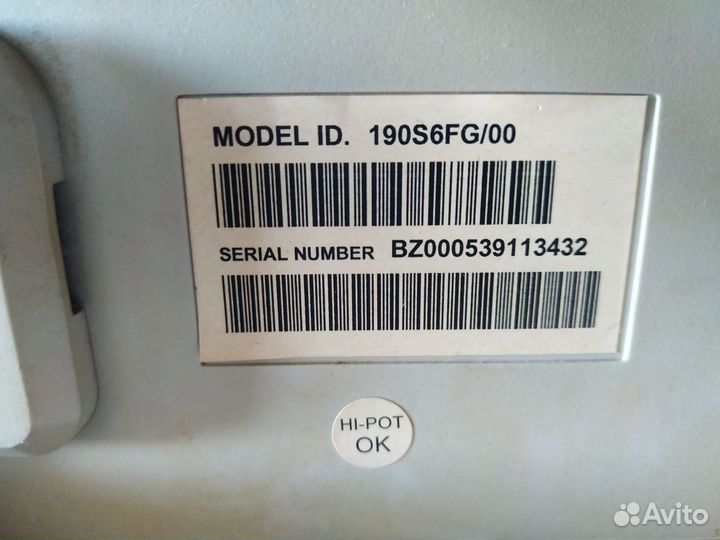 MODEL ID. 190S6FG/00
SERIAL NUMBER BZ000539113432
HI-POT
OK
Avito